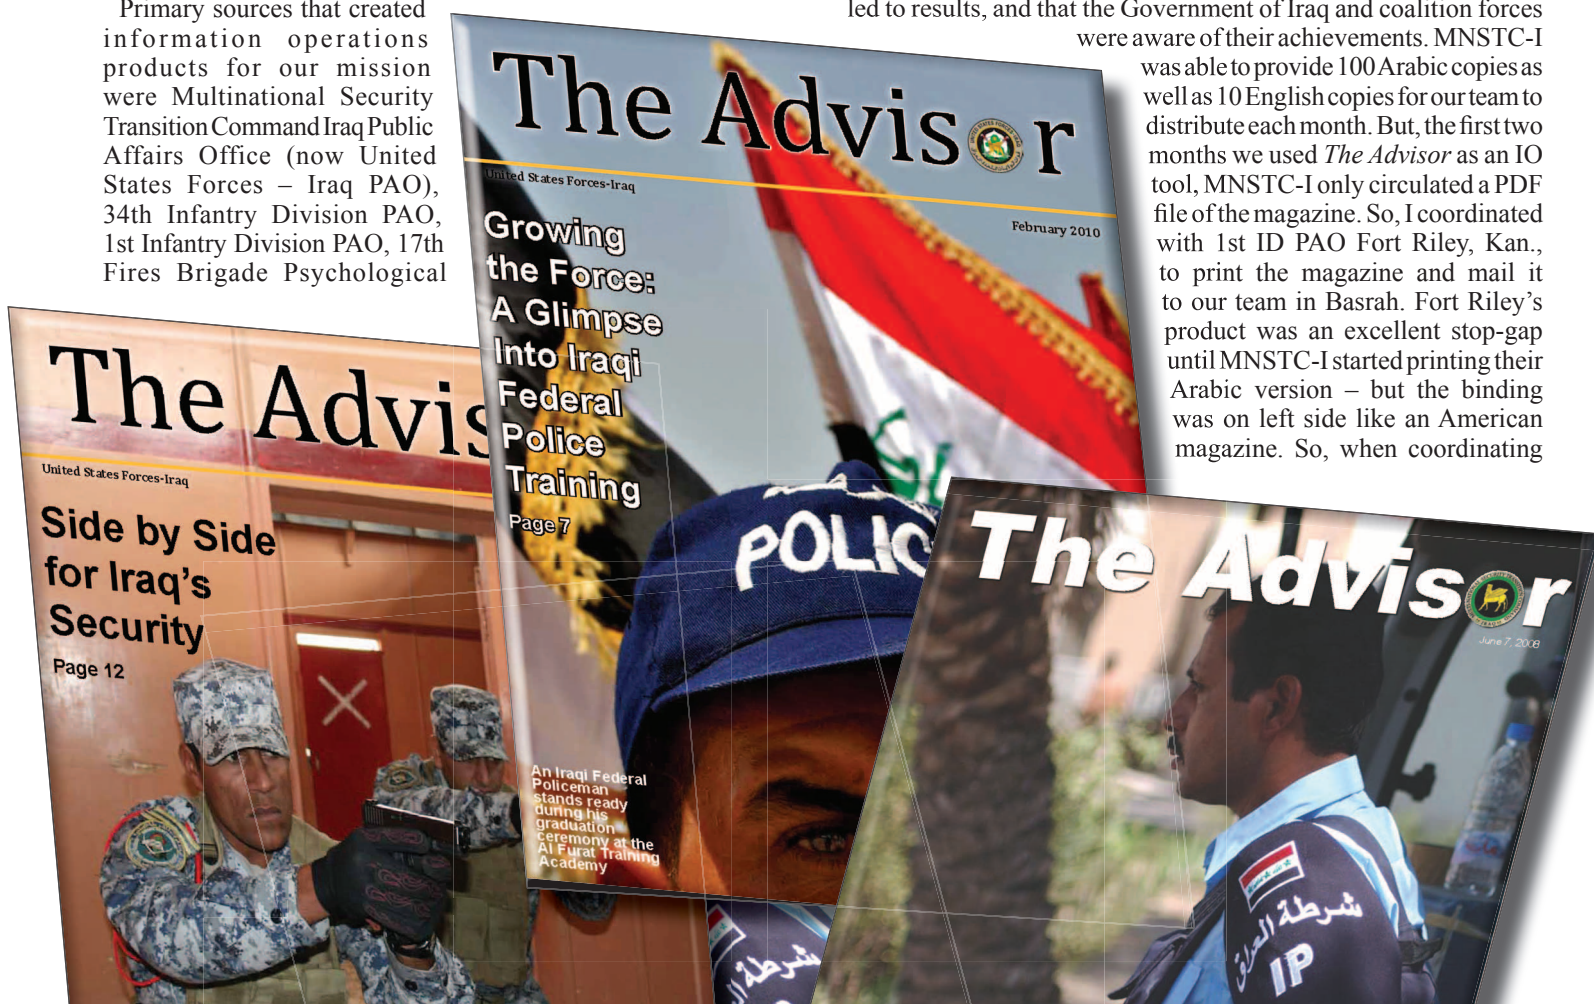 Primary sources that created
information operations
products for our mission
were Multinational Security
Transition Command Iraq Public
Affairs Office (now United
States Forces – Iraq PAO),
34th Infantry Division PAO,
1st Infantry Division PAO, 17th
Fires Brigade Psychological
led to results, and that the Government of Iraq and coalition forces
were aware of their achievements. MNSTC-I
was able to provide 100 Arabic copies as
well as 10 English copies for our team to
distribute each month. But, the first two
months we used The Advisor as an IO
tool, MNSTC-I only circulated a PDF
file of the magazine. So, I coordinated
with 1st ID PAO Fort Riley, Kan.,
to print the magazine and mail it
to our team in Basrah. Fort Riley’s
product was an excellent stop-gap
until MNSTC-I started printing their
Arabic version – but the binding
was on left side like an American
magazine. So, when coordinating
The Advisor
United States Forces-Iraq
February 2010
Growing
the Force:
A Glimpse
Into Iraqi
Federal
Police
Training
Page 7
POLIC
An Iraqi Federal
Policeman
stands ready
during his
graduation
ceremony at the
Al Furat Training
Academy
The Advis
United States Forces-Iraq
Side by Side
for Iraq’s
Security
Page 12
The Advisor
June 7, 2008
شرطة العراق
IP